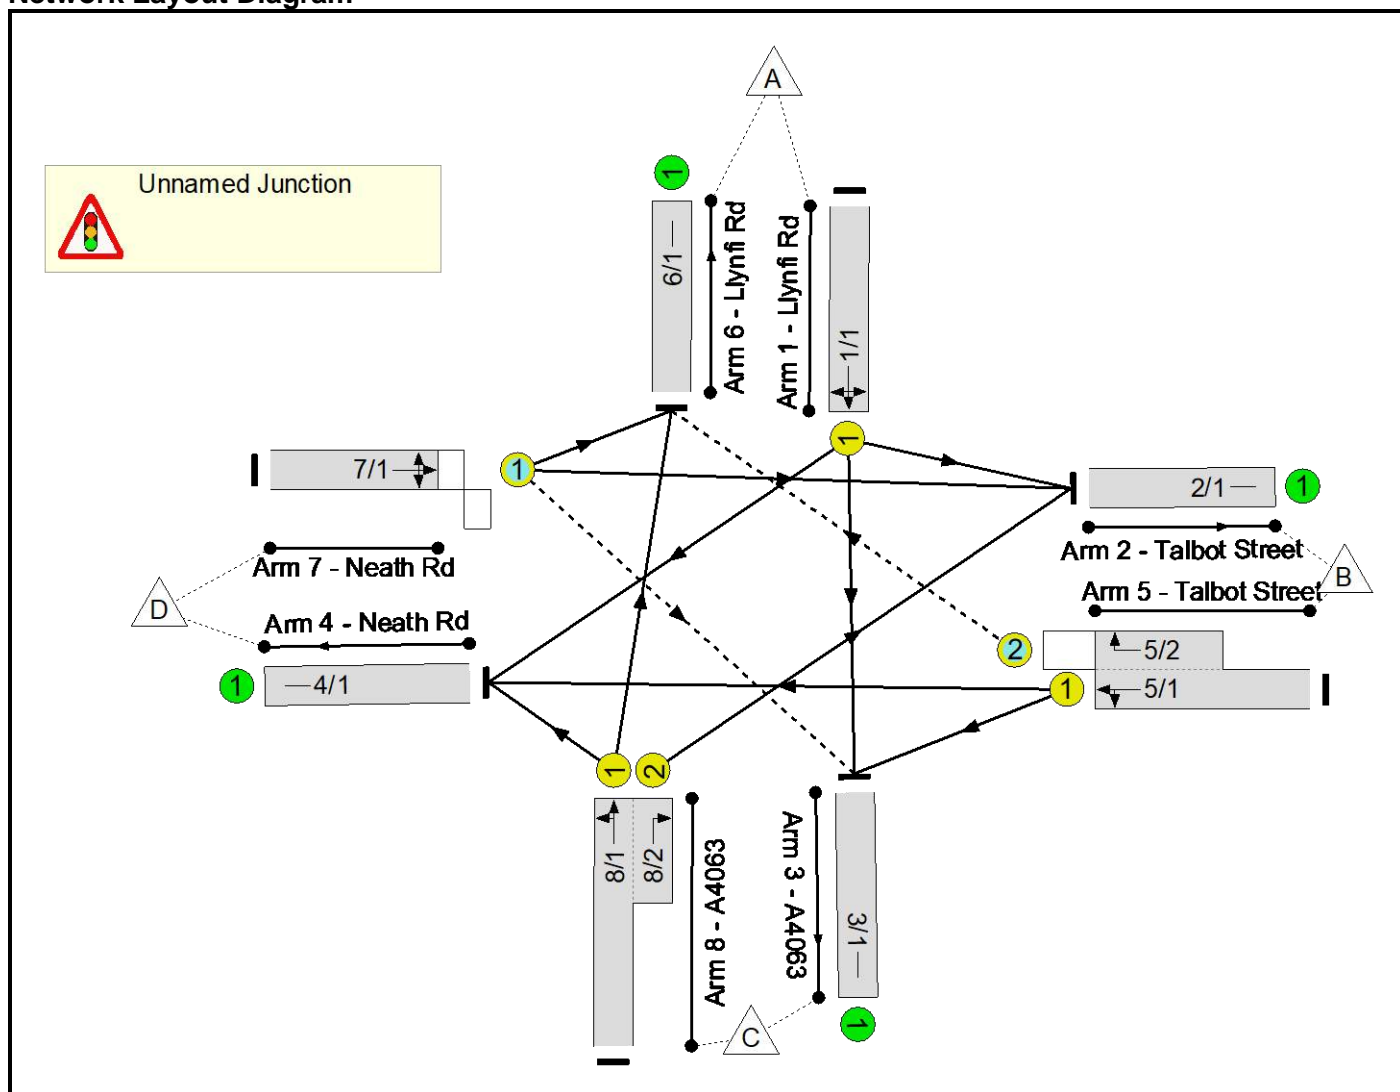 Network Layout Diagram
A
Unnamed Junction
1
6/1
Arm 6 - Llynfi Rd
Arm 1 - Llynfi Rd
1/1
1
7/1
1
2/1
1
Arm 7 - Neath Rd
Arm 2 - Talbot Street
B
D
Arm 4 - Neath Rd
Arm 5 - Talbot Street
2
5/2
1
4/1
1
5/1
1
2
8/1
8/2
Arm 8 - A4063
Arm 3 - A4063
3/1
C
1